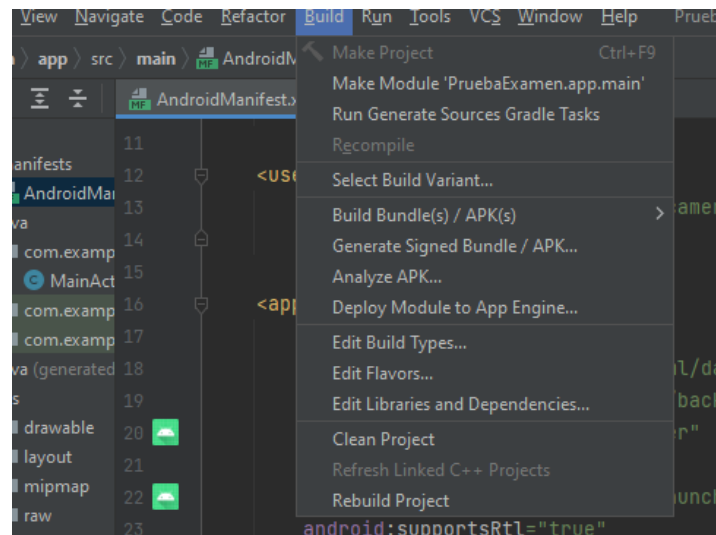 View Navigate Code Refactor Build Run Tools VCS Window Help
app src main
AndroidManifest.x
Make Project Ctrl+F9
Make Module 'PruebaExamen.app.main'
Run Generate Sources Gradle Tasks
Recompile
Select Build Variant...
Build Bundle(s) / APK(s)
Generate Signed Bundle / APK...
Analyze APK...
Deploy Module to App Engine...
Edit Build Types...
Edit Flavors...
Edit Libraries and Dependencies...
Clean Project
Refresh Linked C++ Projects
Rebuild Project
MF
MF
anifests
AndroidMa
va
com.examp
C MainAct
com.examp
com.examp
va (generated
s
drawable
layout
mipmap
raw
11
12 <use
13
14
15
16 <app
17
18
19
20
21
22
23 android:supportsRtl="true"